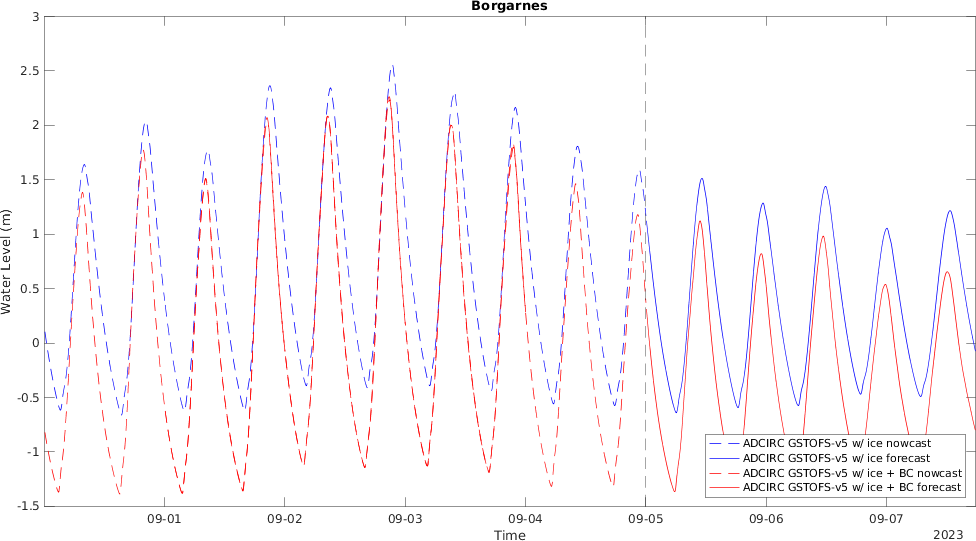 Borgarnes
3
2.5
2
1.5
1
0.5
0
-0.5
-1
-1.5
Water Level (m)
ADCIRC GSTOFS-v5 w/ ice nowcast
ADCIRC GSTOFS-v5 w/ ice forecast
ADCIRC GSTOFS-v5 w/ ice + BC nowcast
ADCIRC GSTOFS-v5 w/ ice + BC forecast
09-01 09-02 09-03 09-04 09-05 09-06 09-07
Time
2023